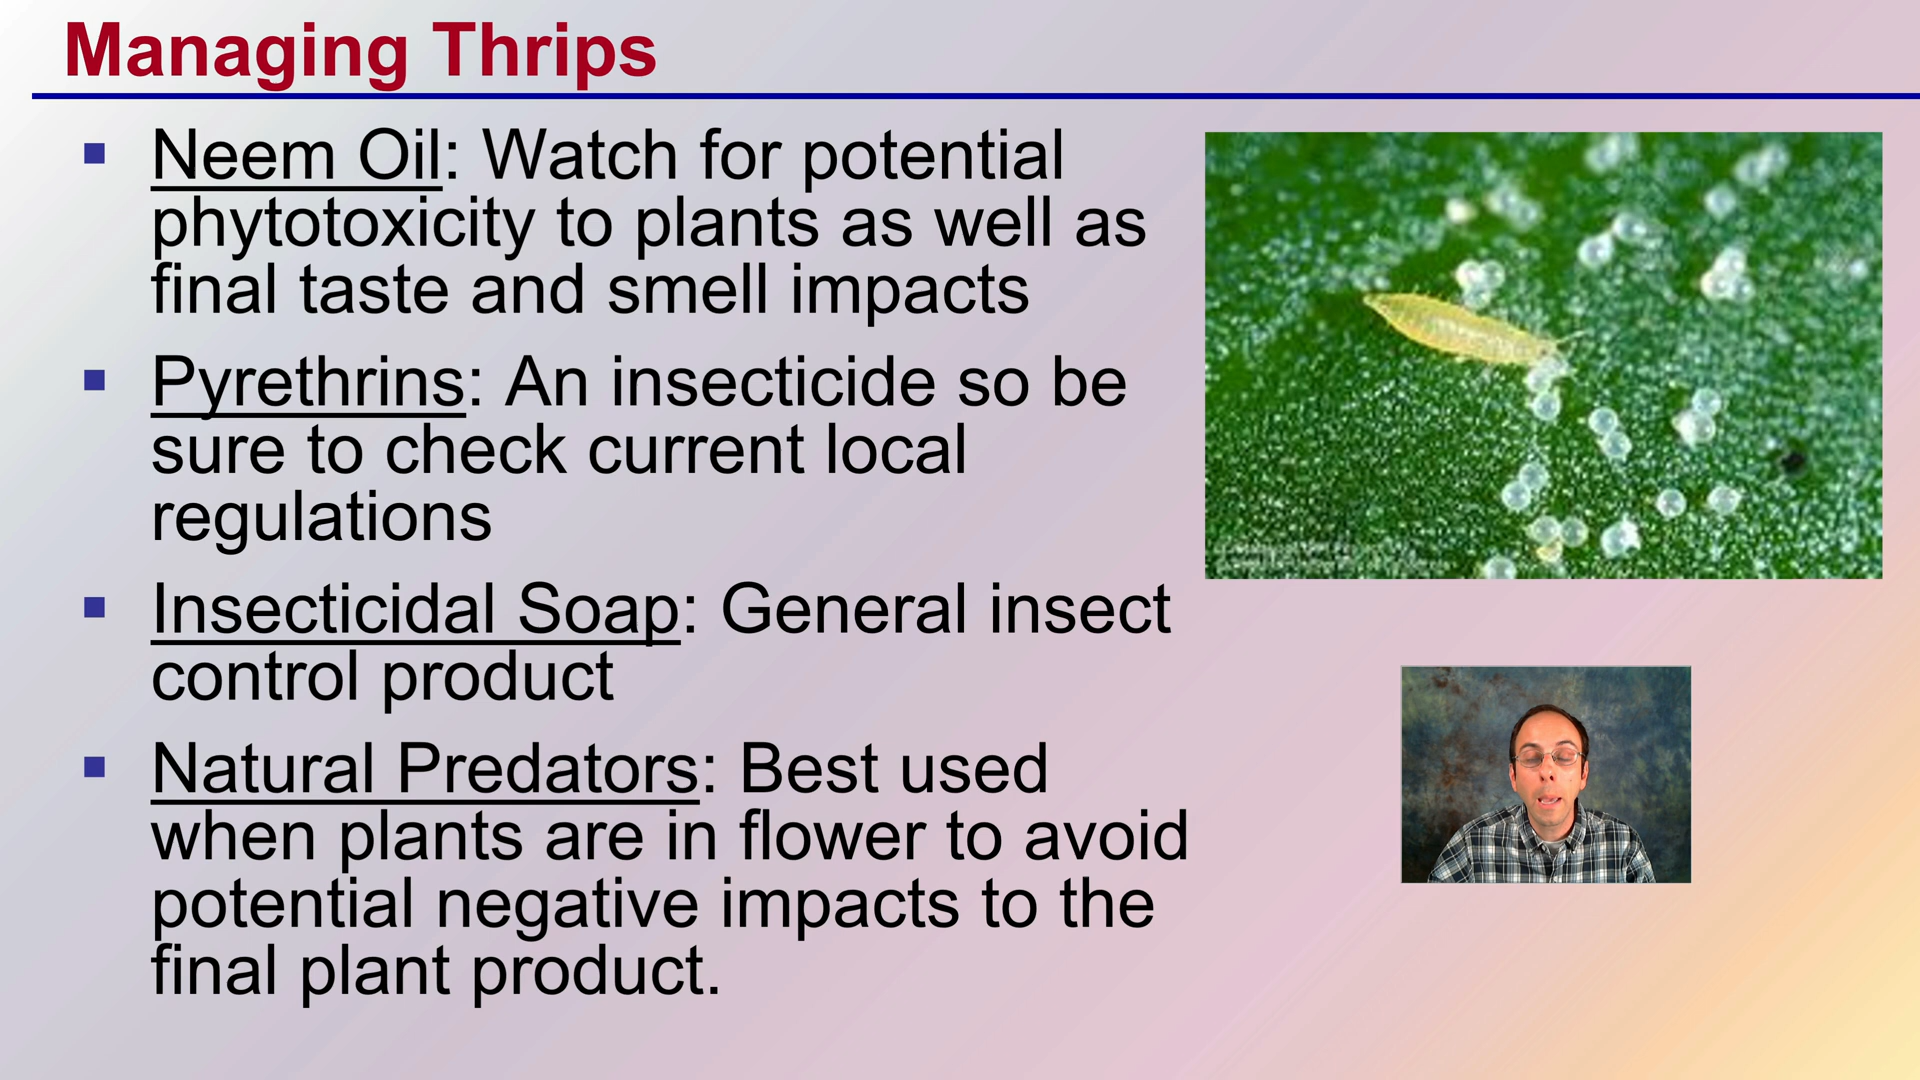 Managing Thrips
Neem Oil: Watch for potential
phytotoxicity to plants as well as
final taste and smell impacts
Pyrethrins: An insecticide so be
sure to check current local
regulations
Insecticidal Soap: General insect
control product
Natural Predators: Best used
when plants are in flower to avoid
potential negative impacts to the
final plant product.